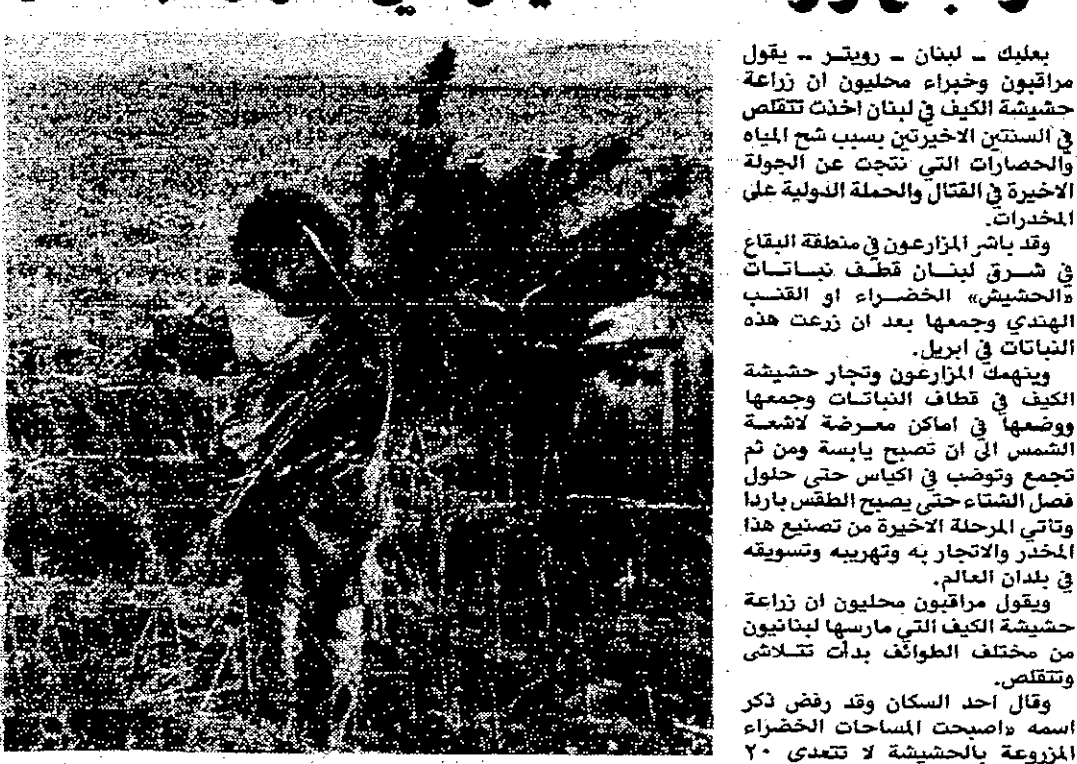 بعلبك - لبنان - رويتر - يقول
مراقبون وخبراء محليون ان زراعة
حشيشة الكيف في لبنان اخذت تتقلص
في السنتين الاخيرتين بسبب شح المياه
والحصارات التي نتجت عن الجولة
الاخيرة في القتال والحملة الدولية على
المخدرات.
وقد باشر المزارعون في منطقة البقاع
في شرق لبنان قطف نباتات
«الحشيش» الخضراء او القنب
الهندي وجمعها بعد ان زرعت هذه
النباتات في ابريل.
وينهمك المزارعون وتجار حشيشة
الكيف في قطاف النباتات وجمعها
ووضعها في اماكن معرضة لاشعة
الشمس الى ان تصبح يابسة ومن ثم
تجمع وتوضب في اكياس حتى حلول
فصل الشتاء حتى يصبح الطقس باردا
وتاتي المرحلة الاخيرة من تصنيع هذا
المخدر والاتجار به وتهريبه وتسويقه
في بلدان العالم.
ويقول مراقبون محليون ان زراعة
حشيشة الكيف التي مارسها لبنانيون
من مختلف الطوائف بدأت تتلاشى
وتتقلص.
وقال احد السكان وقد رفض ذكر
اسمه «اصبحت المساحات الخضراء
المزروعة بالحشيشة لا تتعدى ٢٠